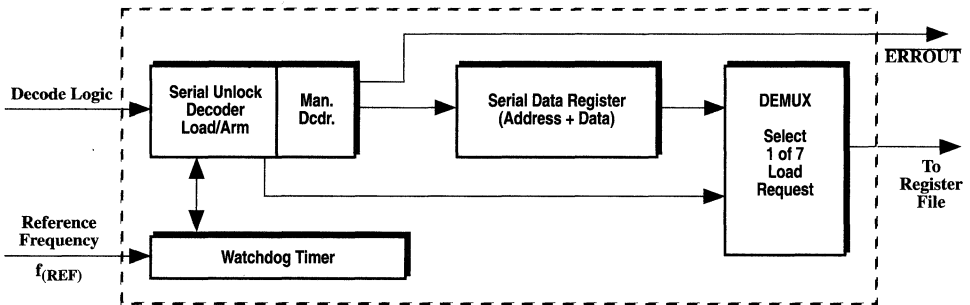 ERROUT
Decode Logic
Serial Unlock
Decoder
Load/Arm
Man.
Dcdr.
Serial Data Register
(Address + Data)
DEMUX
Select
1 of 7
Load
Request
To
Register
File
Reference
Frequency
f(REF)
Watchdog Timer